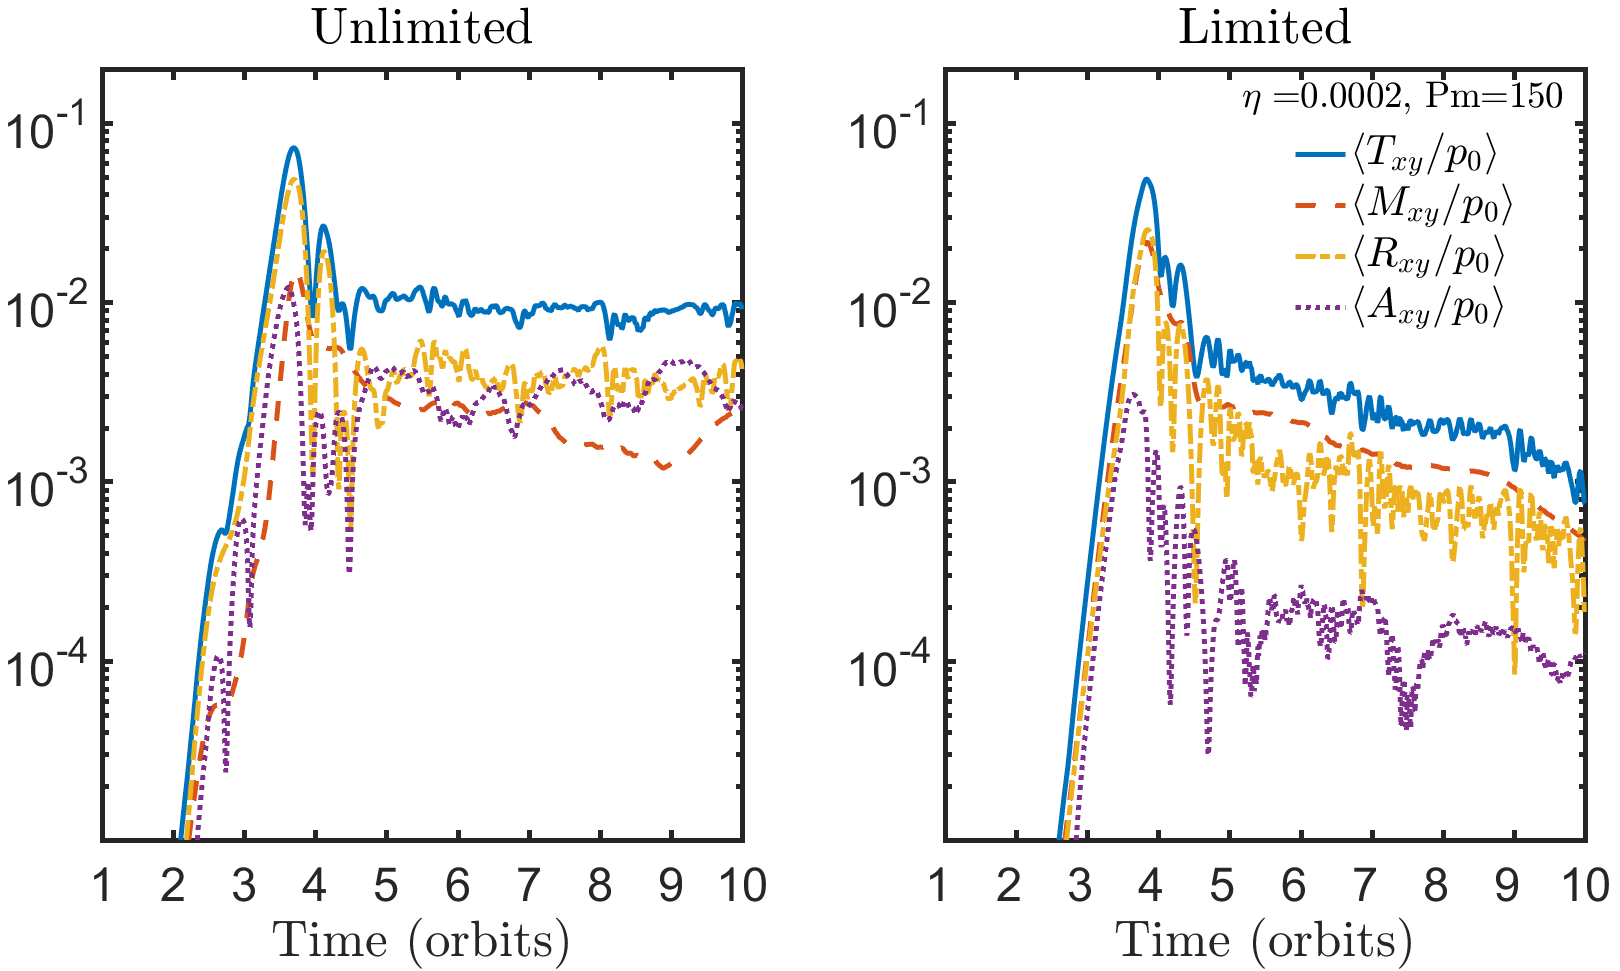 Unlimited
10^-1
10^-2
10^-3
10^-4
1 2 3 4 5 6 7 8 9 10
Time (orbits)
Limited
η =0.0002, Pm=150
⟨T_xy/p_0⟩
⟨M_xy/p_0⟩
⟨R_xy/p_0⟩
⟨A_xy/p_0⟩
10^-1
10^-2
10^-3
10^-4
1 2 3 4 5 6 7 8 9 10
Time (orbits)